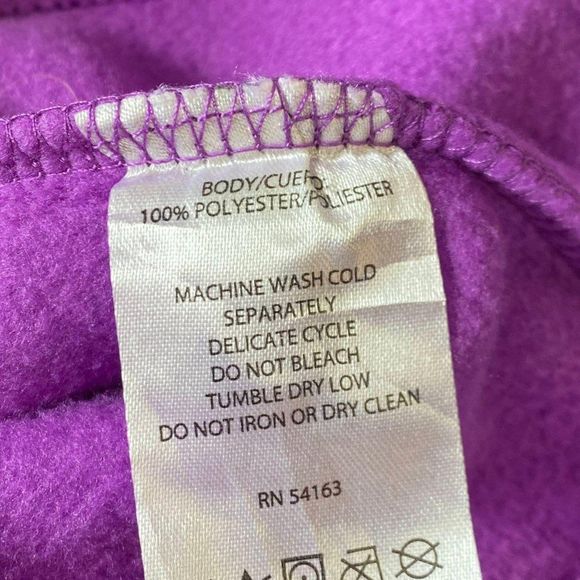 BODY/CUERPO:
100% POLYESTER/POLIESTER
MACHINE WASH COLD
SEPARATELY
DELICATE CYCLE
DO NOT BLEACH
TUMBLE DRY LOW
DO NOT IRON OR DRY CLEAN
RN 54163